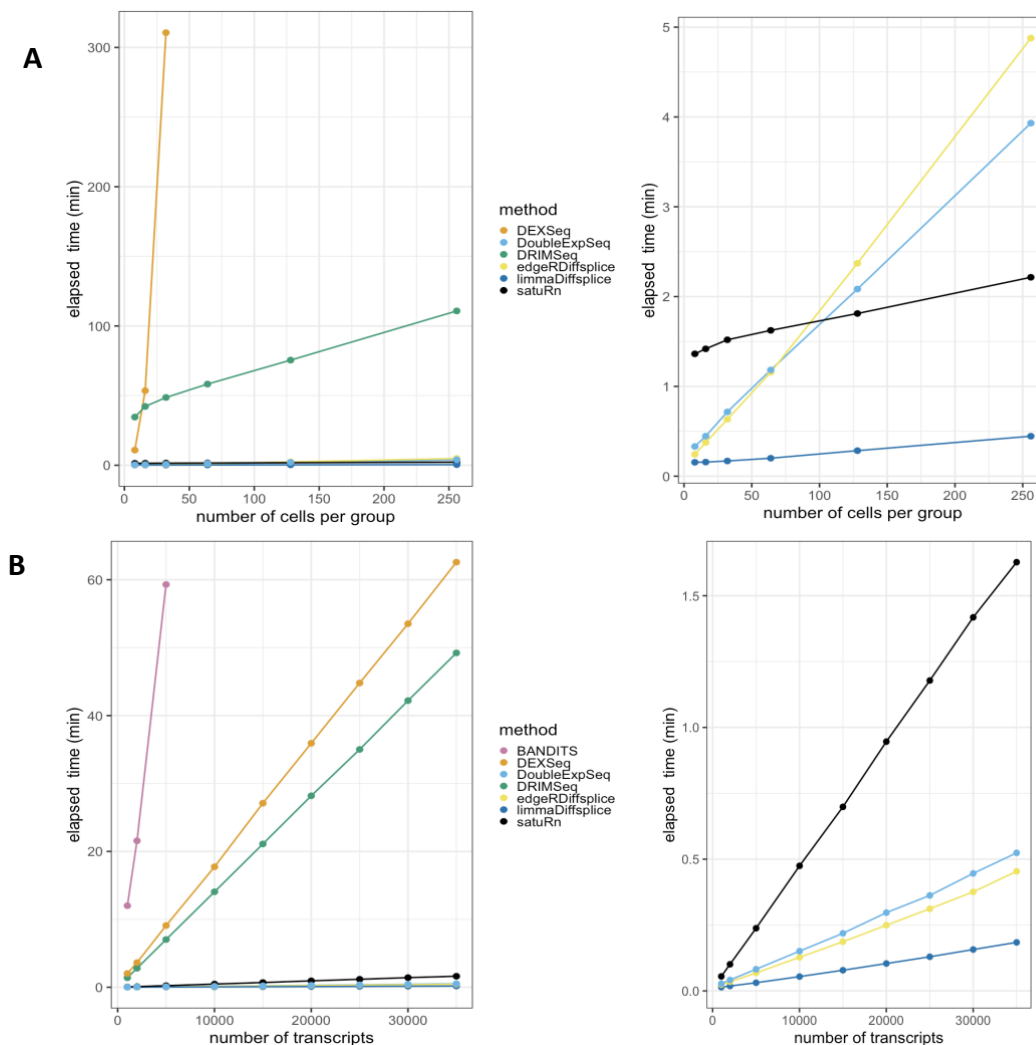 A
elapsed time (min)
300
200
100
0
0 50 100 150 200 250
number of cells per group
method
DEXSeq
DoubleExpSeq
DRIMSeq
edgeRDiffsplice
limmaDiffsplice
satuRn
elapsed time (min)
5
4
3
2
1
0
0 50 100 150 200 250
number of cells per group
B
elapsed time (min)
60
40
20
0
0 10000 20000 30000
number of transcripts
method
BANDITS
DEXSeq
DoubleExpSeq
DRIMSeq
edgeRDiffsplice
limmaDiffsplice
satuRn
elapsed time (min)
1.5
1.0
0.5
0.0
0 10000 20000 30000
number of transcripts